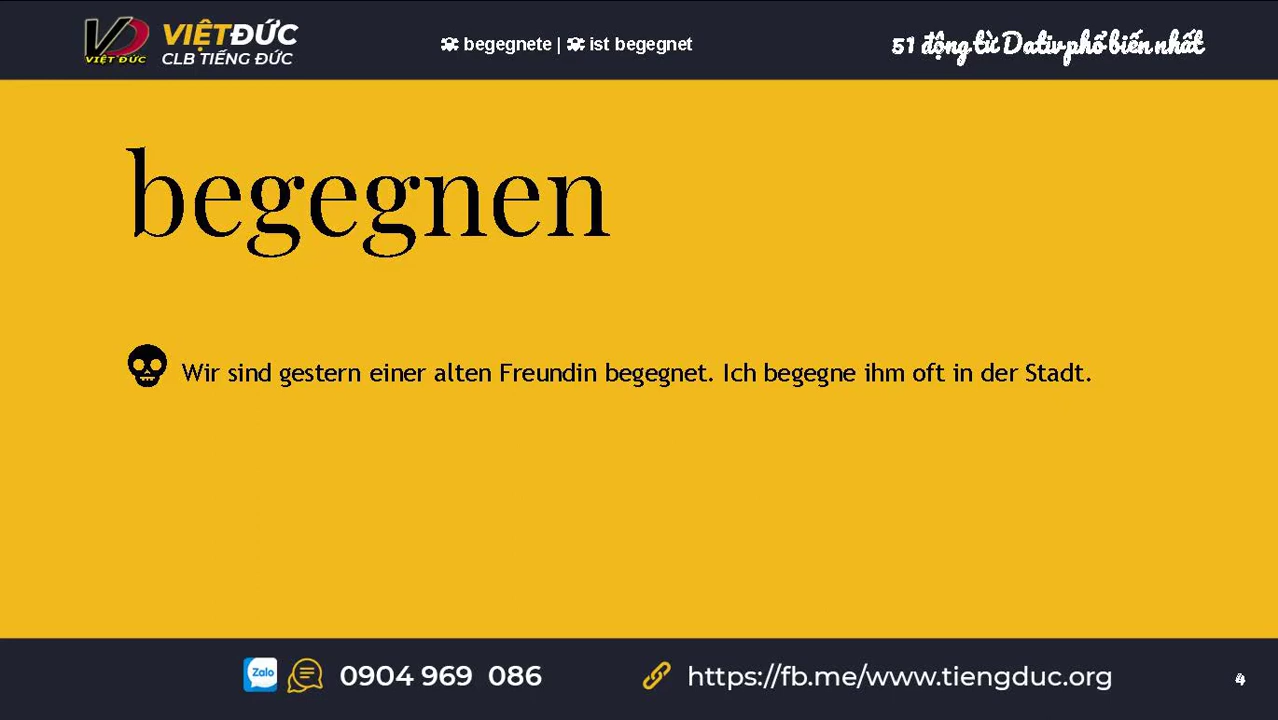 VIỆT ĐỨC
VIỆTĐỨC
CLB TIẾNG ĐỨC
begegnete | ist begegnet
51 động từ Dativ phổ biến nhất
begegnen
Wir sind gestern einer alten Freundin begegnet. Ich begegne ihm oft in der Stadt.
Zalo
0904 969 086
https://fb.me/www.tiengduc.org
4